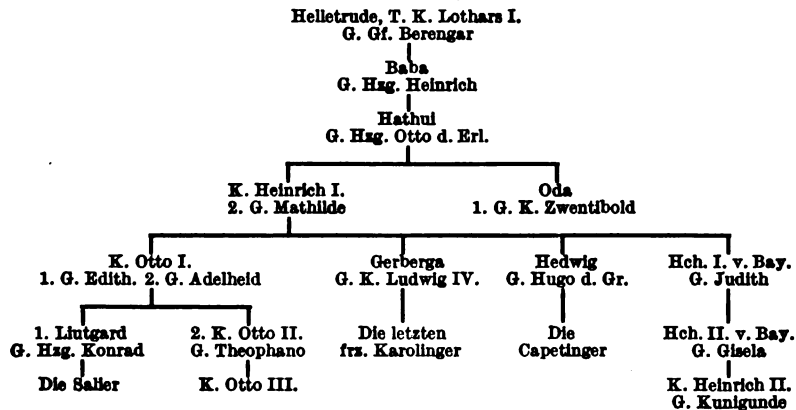 Helletrude, T. K. Lothars I.
G. Gf. Berengar
Baba
G. Hzg. Heinrich
Hathui
G. Hzg. Otto d. Erl.
K. Heinrich I.
2. G. Mathilde
Oda
1. G. K. Zwentibold
K. Otto I.
1. G. Edith. 2. G. Adelheid
Gerberga
G. K. Ludwig IV.
Hedwig
G. Hugo d. Gr.
Hch. I. v. Bay.
G. Judith
1. Liutgard
G. Hzg. Konrad
2. K. Otto II.
G. Theophano
Die letzten
frz. Karolinger
Die
Capetinger
Hch. II. v. Bay.
G. Gisela
Die Salier
K. Otto III.
K. Heinrich II.
G. Kunigunde